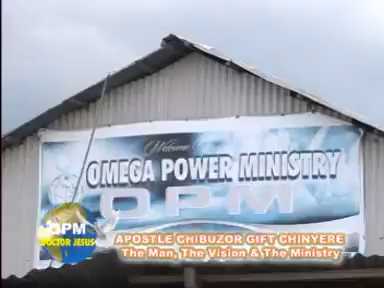 Welcome
OMEGA POWER MINISTRY
OPM
OPM
DOCTOR JESUS
APOSTLE CHIBUZOR GIFT CHINYERE
The Man, The Vision & The Ministry